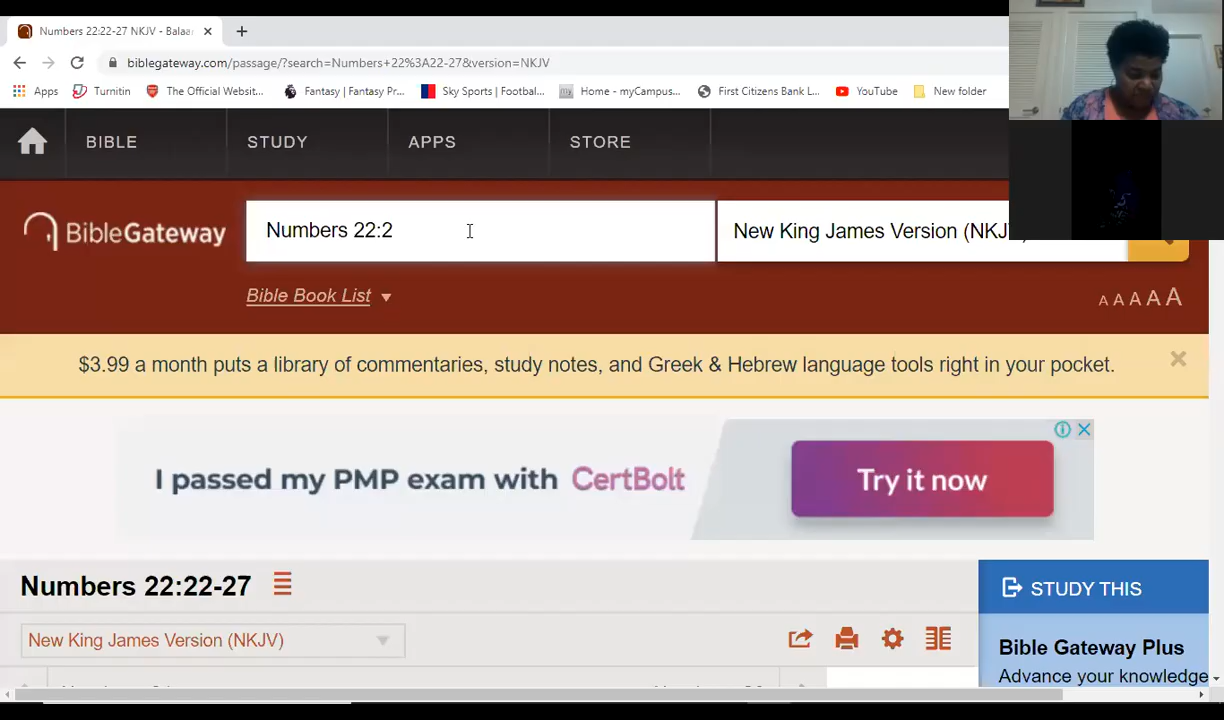 Numbers 22:22-27 NKJV - Balaa
biblegateway.com/passage/?search=Numbers+22%3A22-27&version=NKJV
Apps Turnitin The Official Websit... Fantasy | Fantasy Pr... Sky Sports | Footbal... Home - myCampus... First Citizens Bank L... YouTube New folder
BIBLE STUDY APPS STORE
BibleGateway Numbers 22:2 New King James Version (NKJV)
Bible Book List A A A A A
$3.99 a month puts a library of commentaries, study notes, and Greek & Hebrew language tools right in your pocket.
I passed my PMP exam with CertBolt Try it now
Numbers 22:22-27 STUDY THIS
New King James Version (NKJV)
Bible Gateway Plus
Advance your knowledge